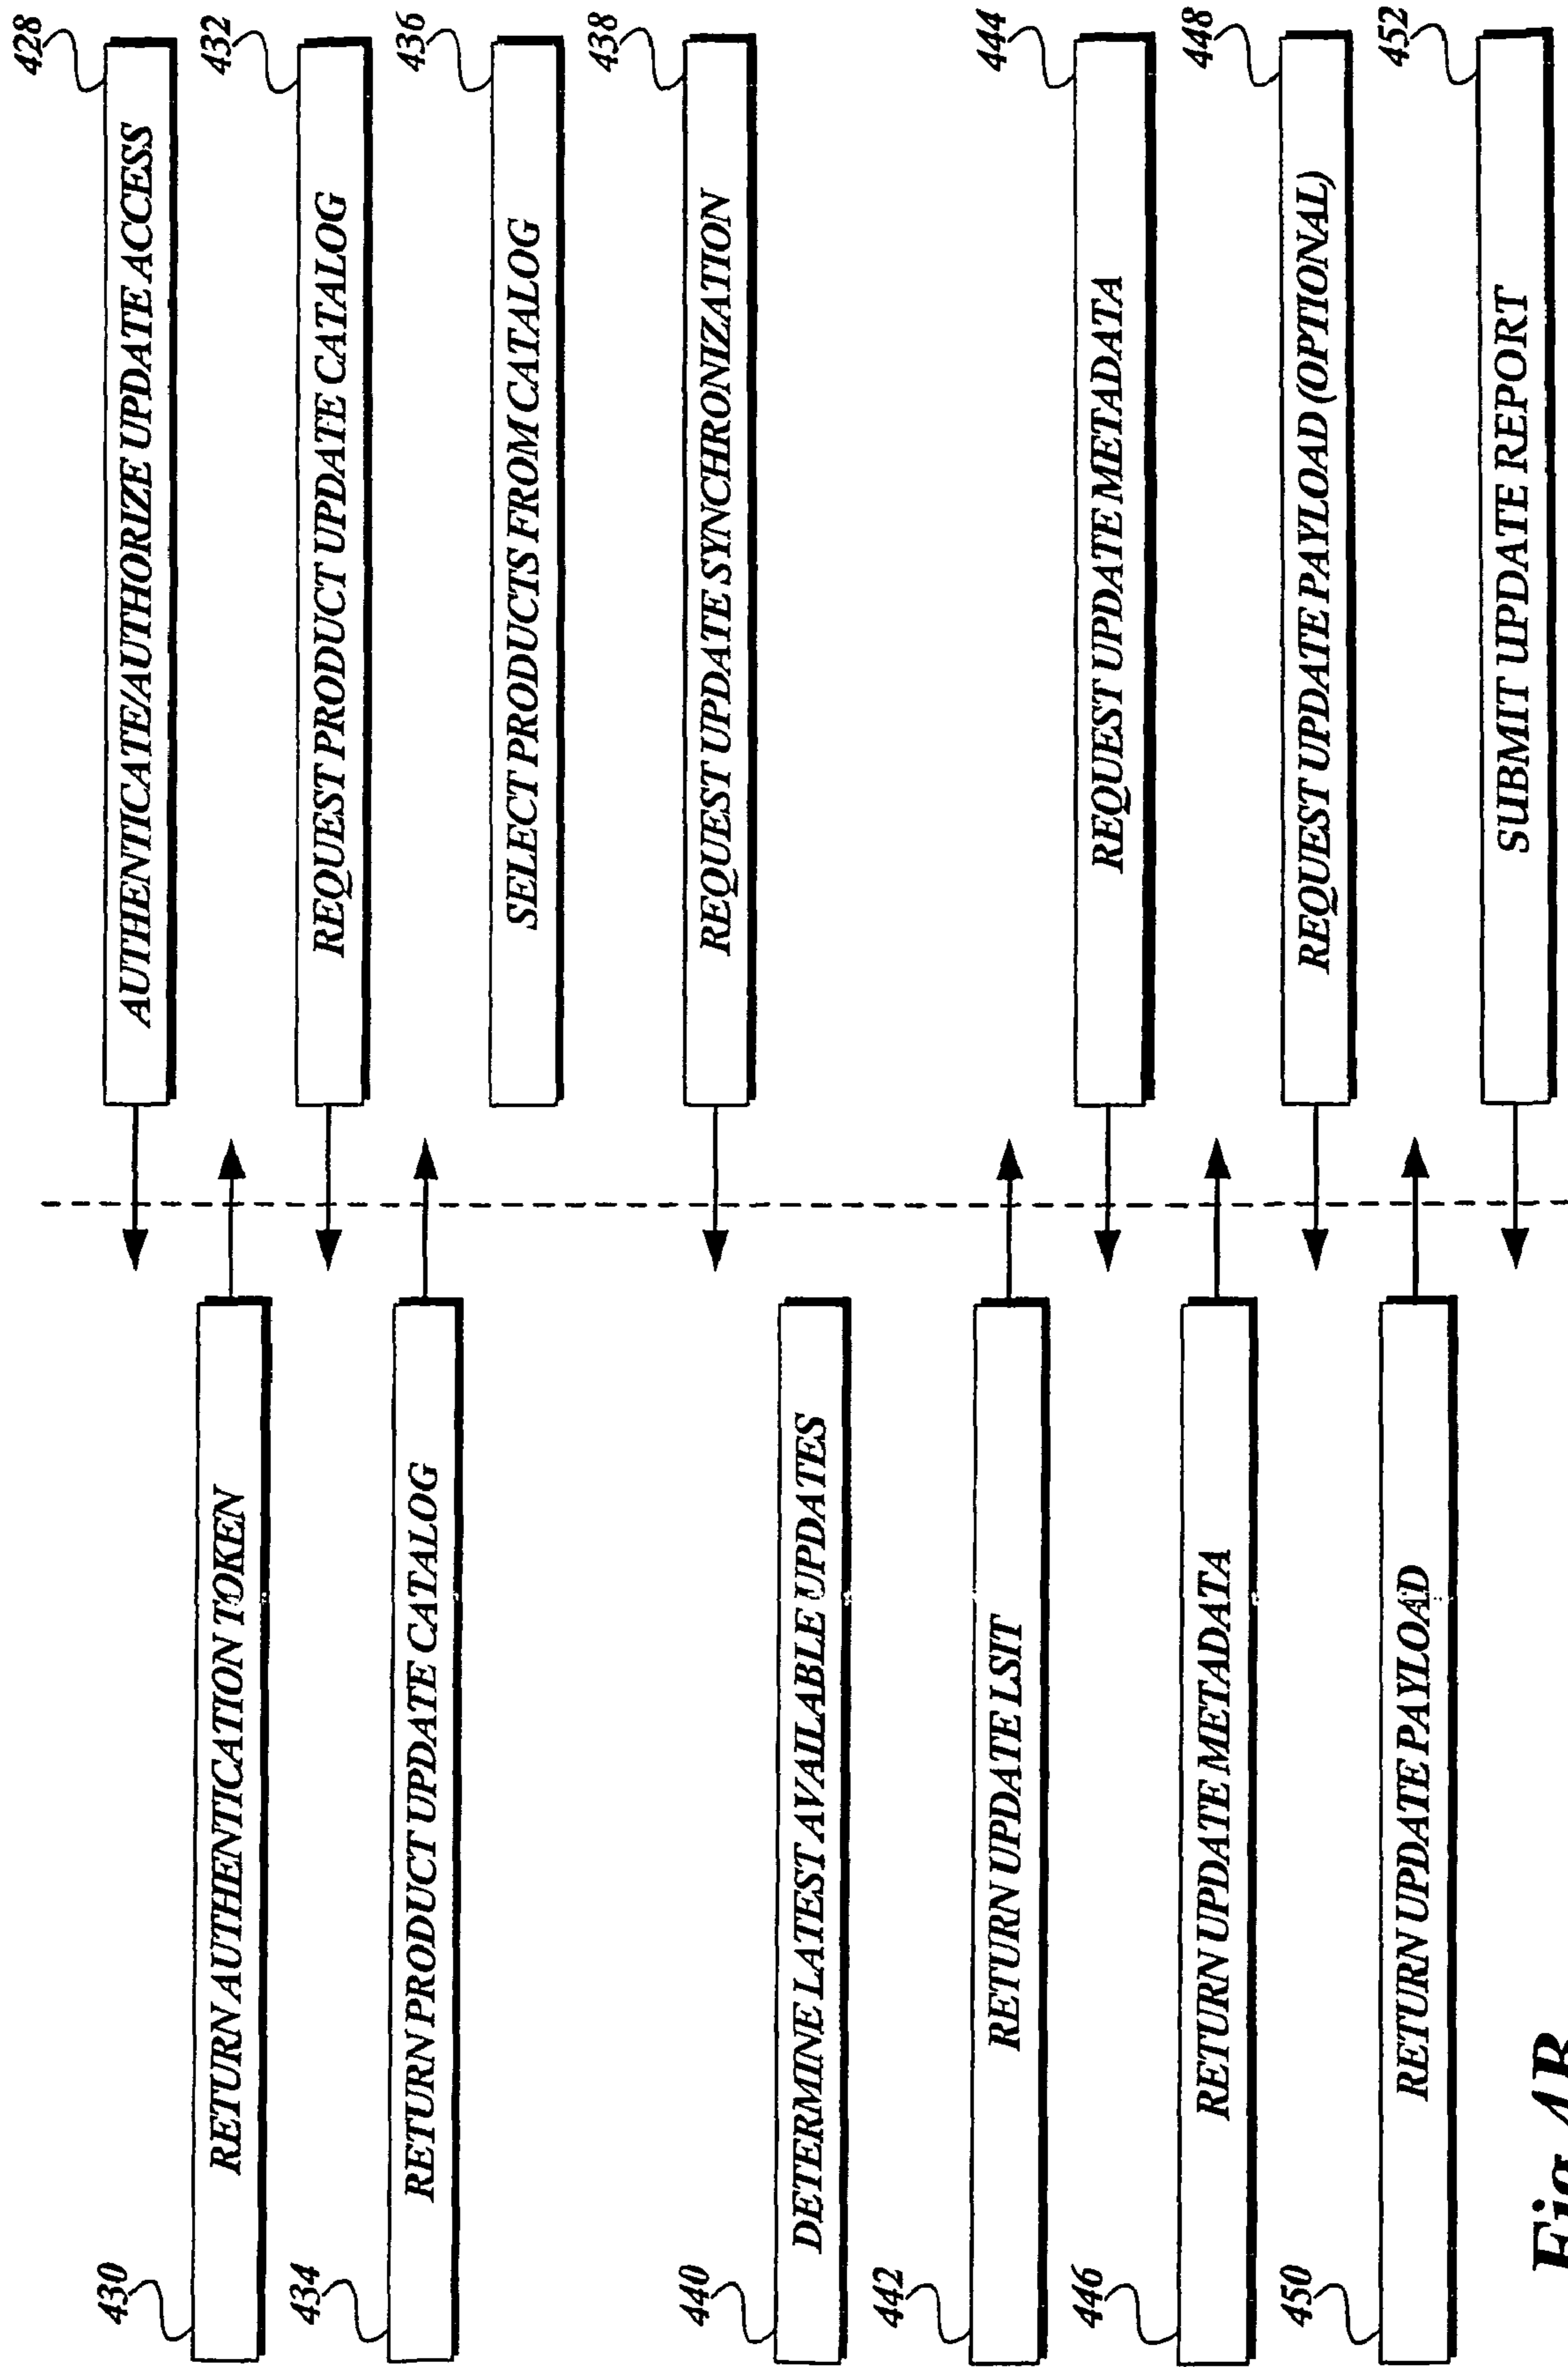 428
AUTHENTICATE/AUTHORIZE UPDATE ACCESS
430
RETURN AUTHENTICATION TOKEN
432
REQUEST PRODUCT UPDATE CATALOG
434
RETURN PRODUCT UPDATE CATALOG
436
SELECT PRODUCTS FROM CATALOG
438
REQUEST UPDATE SYNCHRONIZATION
440
DETERMINE LATEST AVAILABLE UPDATES
442
RETURN UPDATE LSIT
444
REQUEST UPDATE METADATA
446
RETURN UPDATE METADATA
448
REQUEST UPDATE PAYLOAD (OPTIONAL)
450
RETURN UPDATE PAYLOAD
452
SUBMIT UPDATE REPORT
Fig.4B